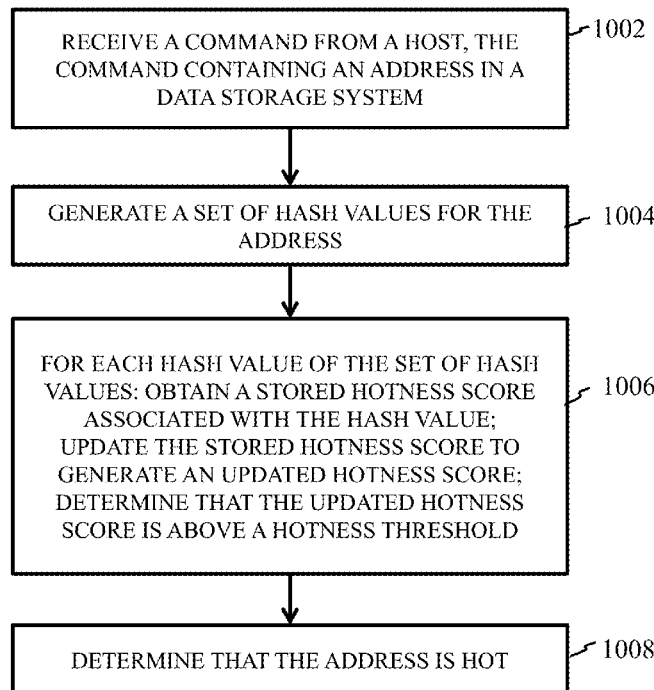 RECEIVE A COMMAND FROM A HOST, THE
COMMAND CONTAINING AN ADDRESS IN A
DATA STORAGE SYSTEM
1002
GENERATE A SET OF HASH VALUES FOR THE
ADDRESS
1004
FOR EACH HASH VALUE OF THE SET OF HASH
VALUES: OBTAIN A STORED HOTNESS SCORE
ASSOCIATED WITH THE HASH VALUE;
UPDATE THE STORED HOTNESS SCORE TO
GENERATE AN UPDATED HOTNESS SCORE;
DETERMINE THAT THE UPDATED HOTNESS
SCORE IS ABOVE A HOTNESS THRESHOLD
1006
DETERMINE THAT THE ADDRESS IS HOT
1008